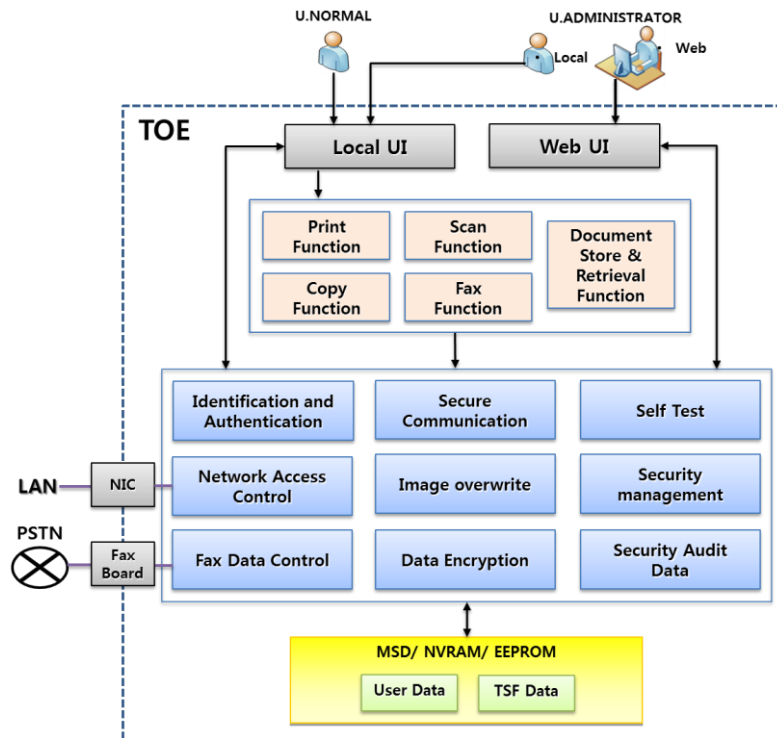 U.NORMAL
U.ADMINISTRATOR
Local
Web
TOE
Local UI
Web UI
Print
Function
Scan
Function
Document
Store &
Retrieval
Function
Copy
Function
Fax
Function
Identification and
Authentication
Secure
Communication
Self Test
LAN
NIC
Network Access
Control
Image overwrite
Security
management
PSTN
Fax
Board
Fax Data Control
Data Encryption
Security Audit
Data
MSD/ NVRAM/ EEPROM
User Data
TSF Data